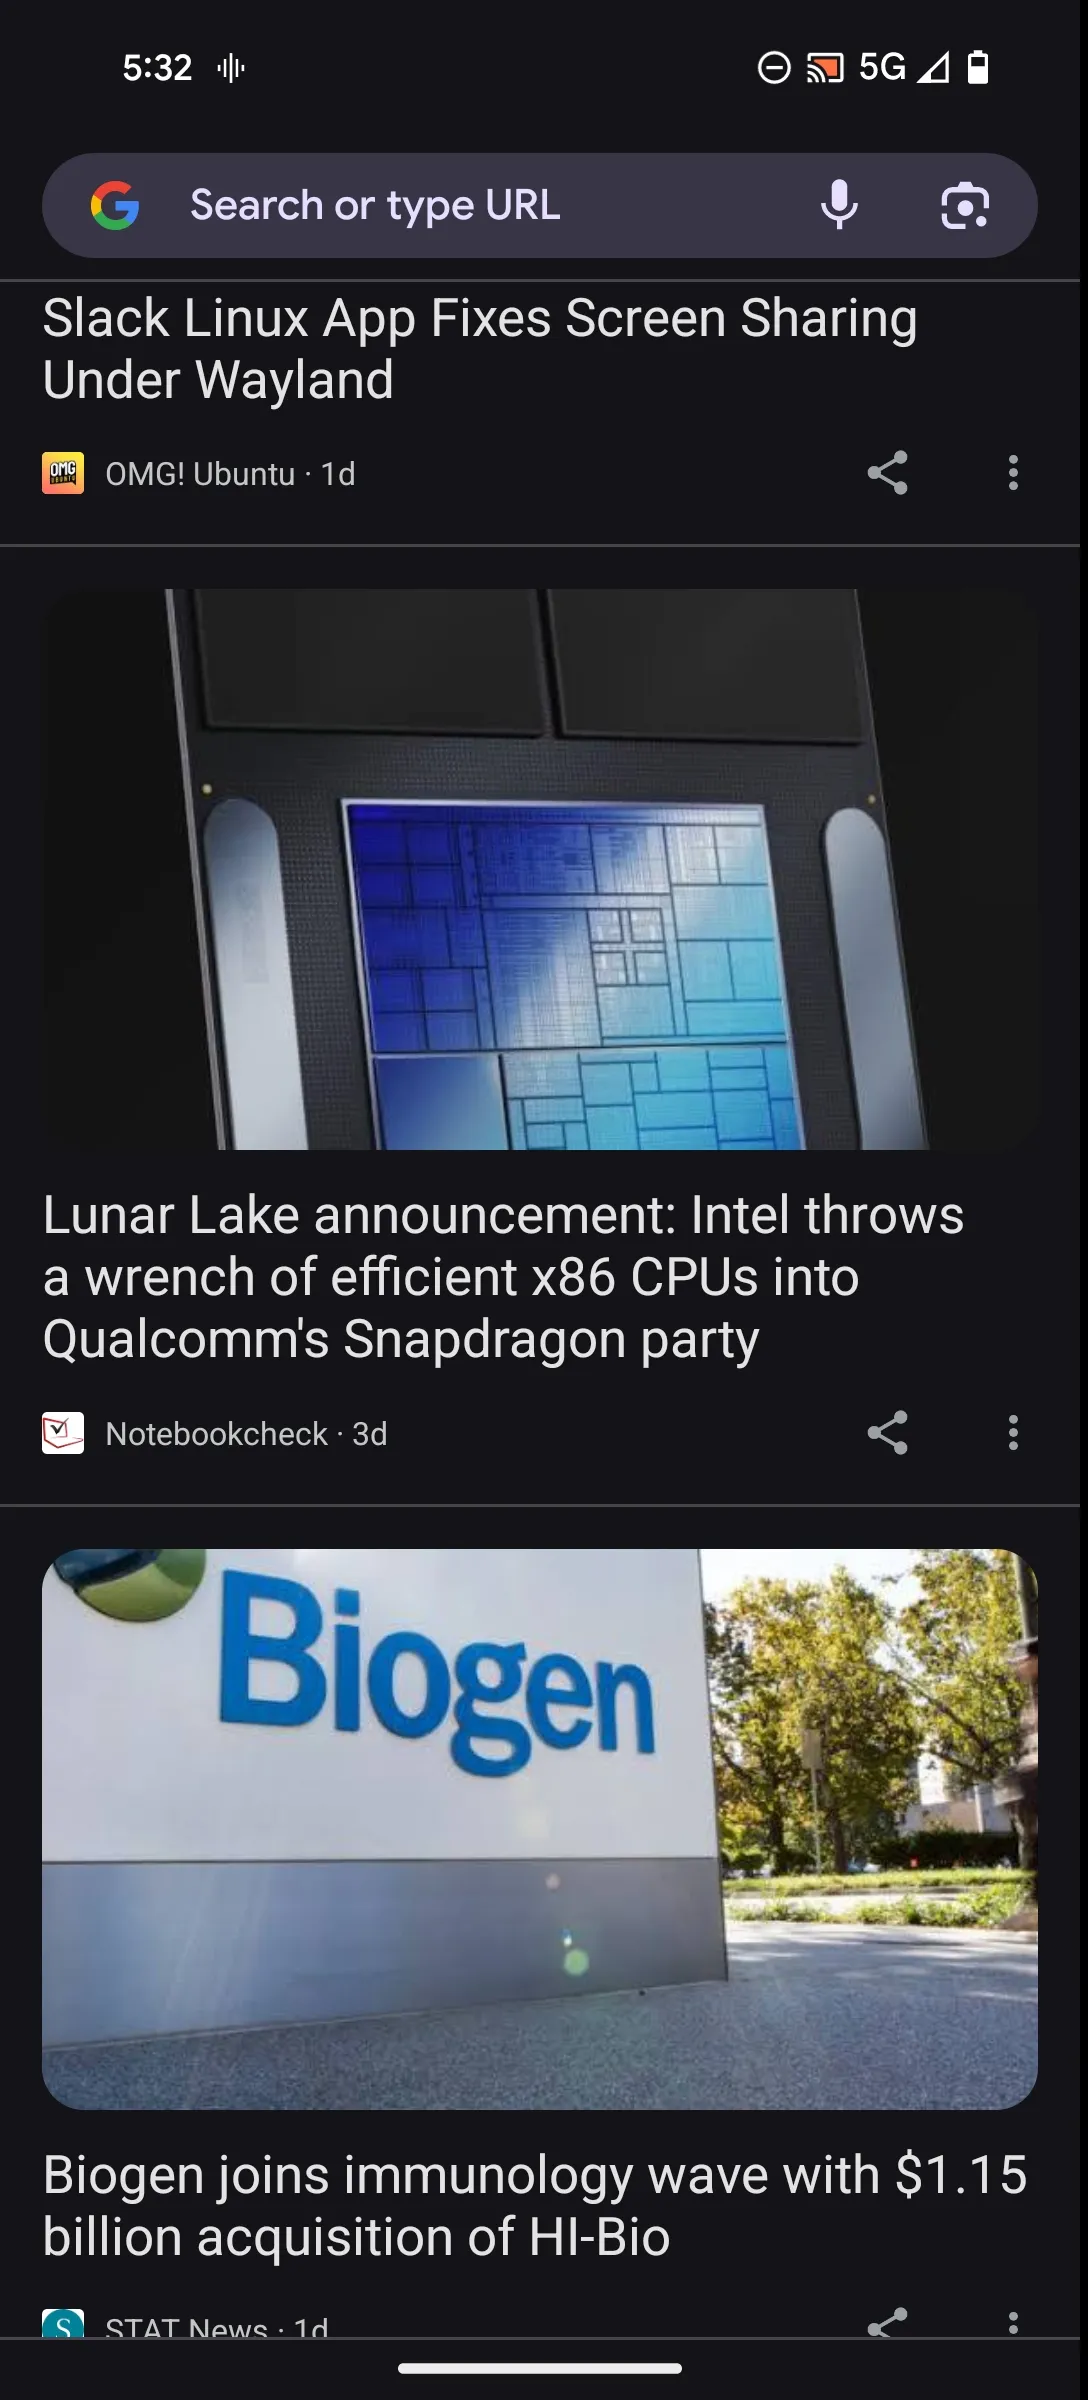 5:32 5G
Search or type URL
Slack Linux App Fixes Screen Sharing
Under Wayland
OMG! Ubuntu · 1d
Lunar Lake announcement: Intel throws
a wrench of efficient x86 CPUs into
Qualcomm's Snapdragon party
Notebookcheck · 3d
Biogen
Biogen joins immunology wave with $1.15
billion acquisition of HI-Bio
S STAT News · 1d